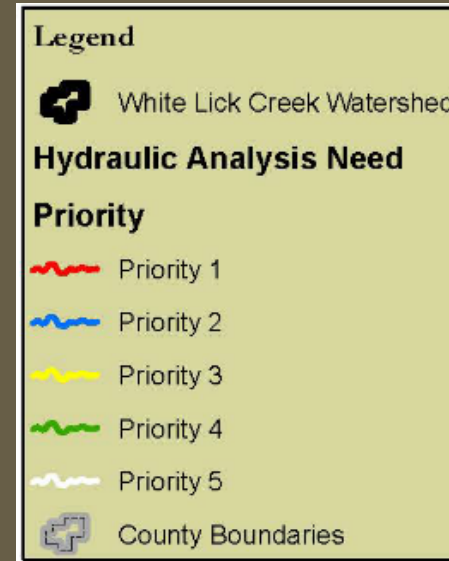 Legend
White Lick Creek Watershed
Hydraulic Analysis Need
Priority
Priority 1
Priority 2
Priority 3
Priority 4
Priority 5
County Boundaries